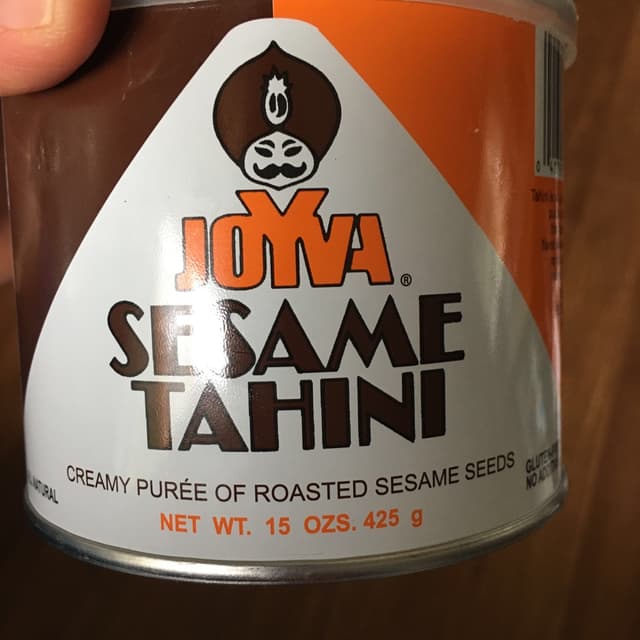 JOYVA®
SESAME
TAHINI
CREAMY PURÉE OF ROASTED SESAME SEEDS
NET WT. 15 OZS. 425 g